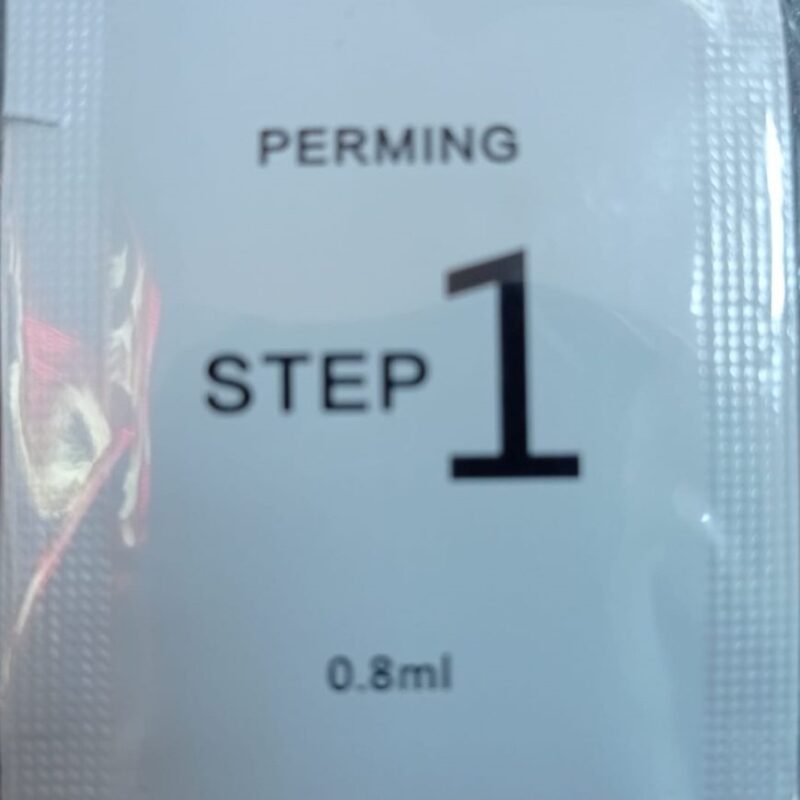 PERMING
STEP 1
0.8ml